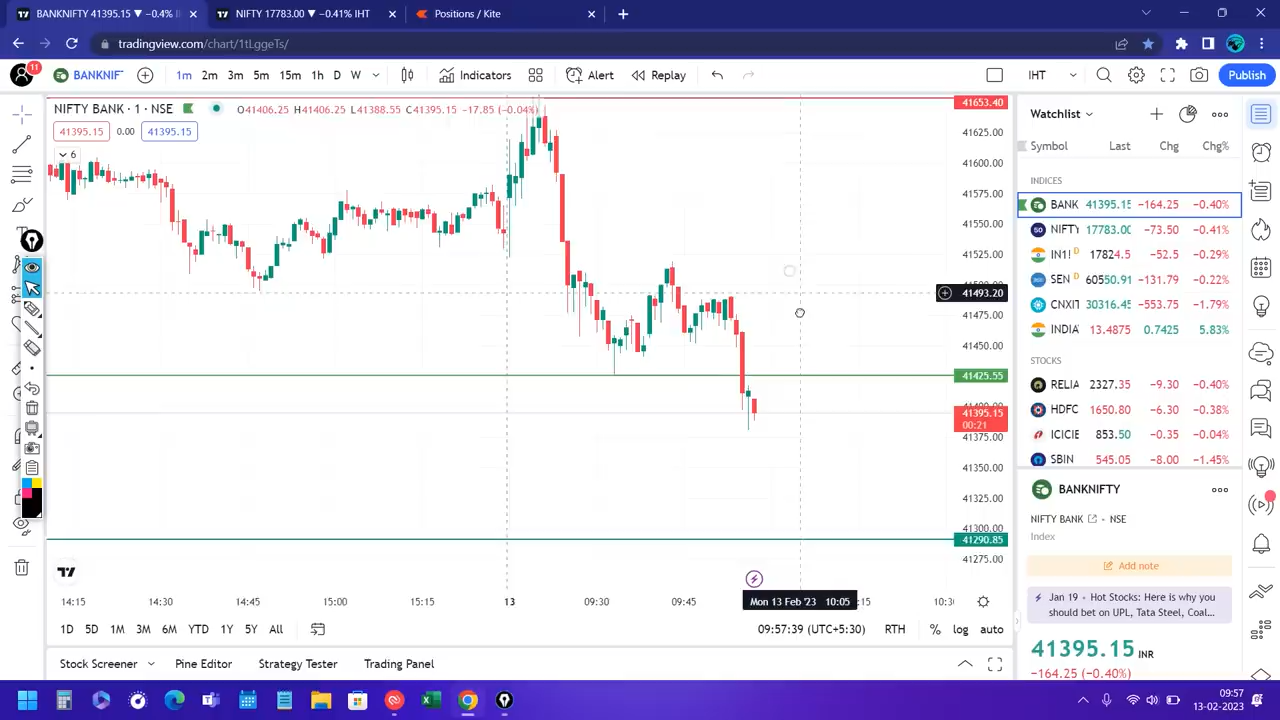 BANKNIFTY 41395.15 ▼ −0.4% IHT
NIFTY 17783.00 ▼ −0.41% IHT
Positions / Kite
tradingview.com/chart/1tLggeTs/
11
BANKNIF
1m 2m 3m 5m 15m 1h D W
Indicators
Alert
Replay
IHT
Publish
NIFTY BANK · 1 · NSE
O41406.25 H41406.25 L41388.55 C41395.15 −17.85 (−0.04%)
41395.15 0.00 41395.15
6
41653.40
41625.00
41600.00
41575.00
41550.00
41525.00
41493.20
41475.00
41450.00
41425.55
41395.15
00:21
41375.00
41350.00
41325.00
41300.00
41290.85
41275.00
14:15 14:30 14:45 15:00 15:15 13 09:30 09:45 Mon 13 Feb '23 10:05 :15 10:30
1D 5D 1M 3M 6M YTD 1Y 5Y All
09:57:39 (UTC+5:30) RTH % log auto
Stock Screener Pine Editor Strategy Tester Trading Panel
Watchlist
Symbol Last Chg Chg%
INDICES
BANK 41395.15 −164.25 −0.40%
NIFTY 17783.00 −73.50 −0.41%
IN1! D 17824.5 −52.5 −0.29%
SEN D 60550.91 −131.79 −0.22%
CNXIT 30316.45 −553.75 −1.79%
INDIA 13.4875 0.7425 5.83%
STOCKS
RELIA 2327.35 −9.30 −0.40%
HDFC 1650.80 −6.30 −0.38%
ICICIE 853.50 −0.35 −0.04%
SBIN 545.05 −8.00 −1.45%
BANKNIFTY
NIFTY BANK · NSE
Index
Add note
Jan 19 • Hot Stocks: Here is why you
should bet on UPL, Tata Steel, Coal...
41395.15 INR
−164.25 (−0.40%)
09:57
13-02-2023